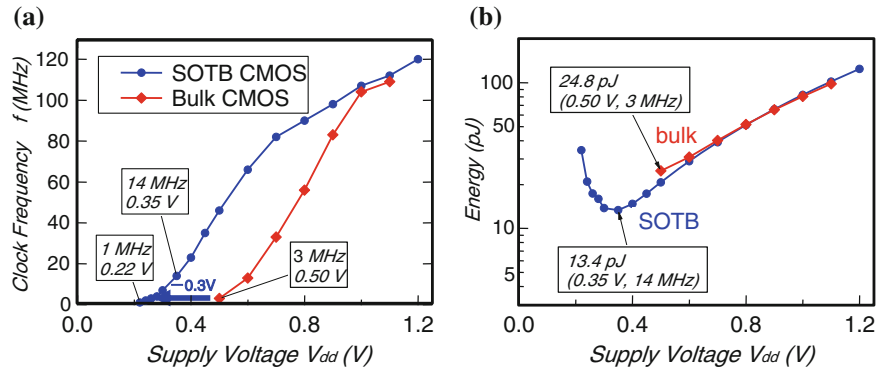 (a)
Clock Frequency f (MHz)
120
100
80
60
40
20
0
SOTB CMOS
Bulk CMOS
14 MHz
0.35 V
1 MHz
0.22 V
−0.3V
3 MHz
0.50 V
0.0 0.4 0.8 1.2
Supply Voltage Vdd (V)
(b)
Energy (pJ)
100
50
10
5
24.8 pJ
(0.50 V, 3 MHz)
bulk
SOTB
13.4 pJ
(0.35 V, 14 MHz)
0.0 0.4 0.8 1.2
Supply Voltage Vdd (V)